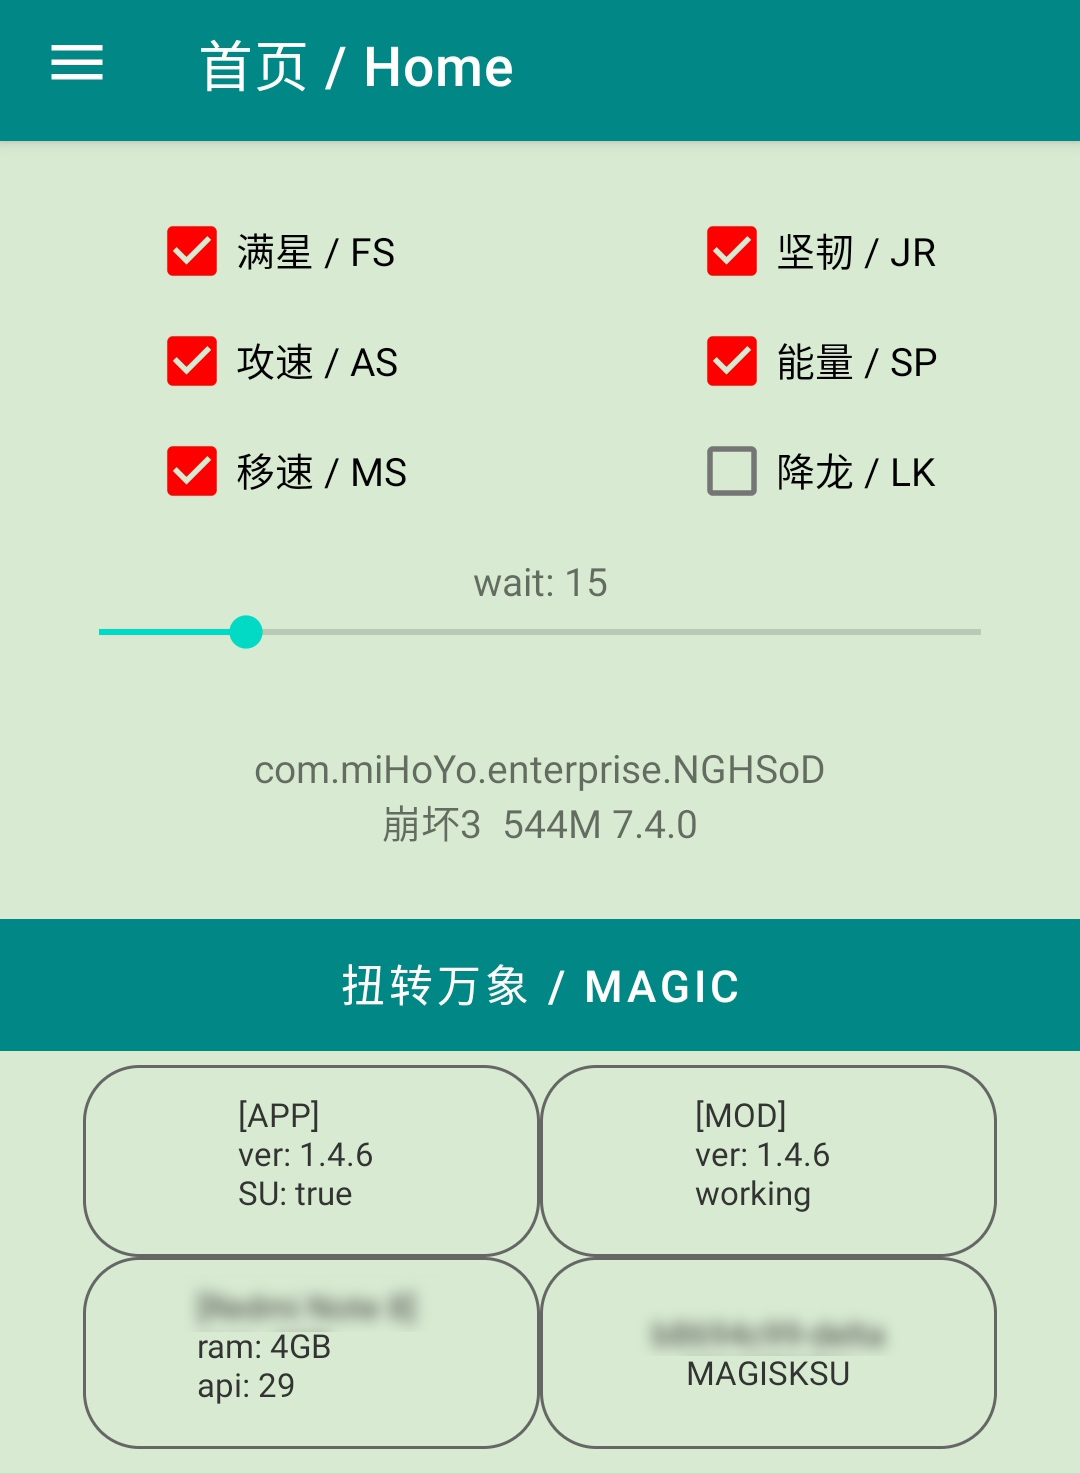 首页 / Home
满星 / FS
坚韧 / JR
攻速 / AS
能量 / SP
移速 / MS
降龙 / LK
wait: 15
com.miHoYo.enterprise.NGHSoD
崩坏3  544M 7.4.0
扭转万象 / MAGIC
[APP]
ver: 1.4.6
SU: true
[MOD]
ver: 1.4.6
working
ram: 4GB
api: 29
MAGISKSU